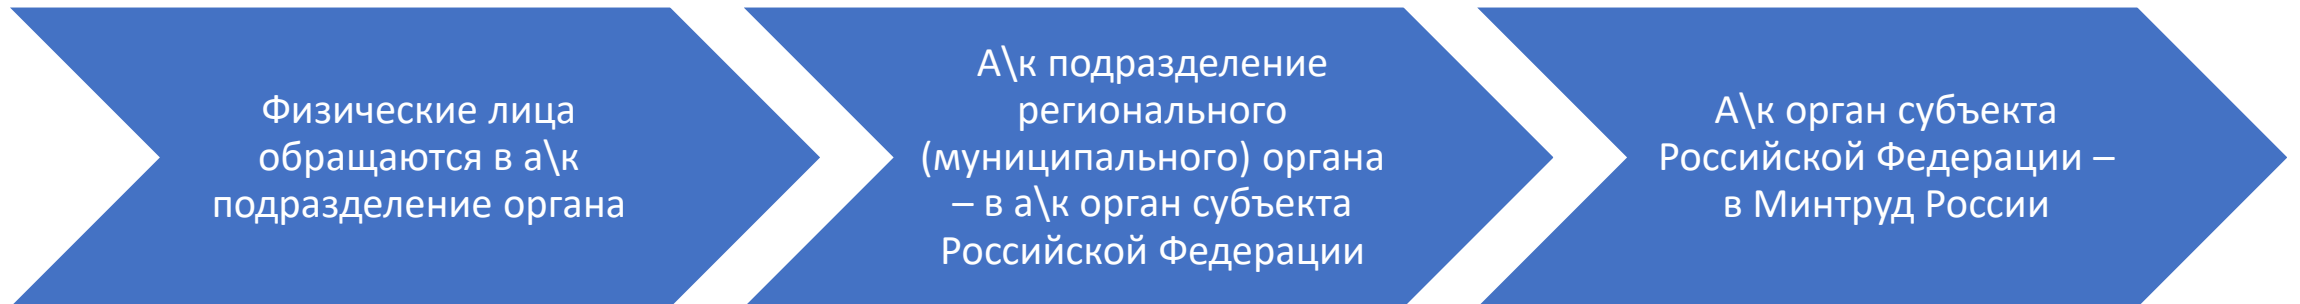 Физические лица
обращаются в а\к
подразделение органа
А\к подразделение
регионального
(муниципального) органа
– в а\к орган субъекта
Российской Федерации
А\к орган субъекта
Российской Федерации –
в Минтруд России